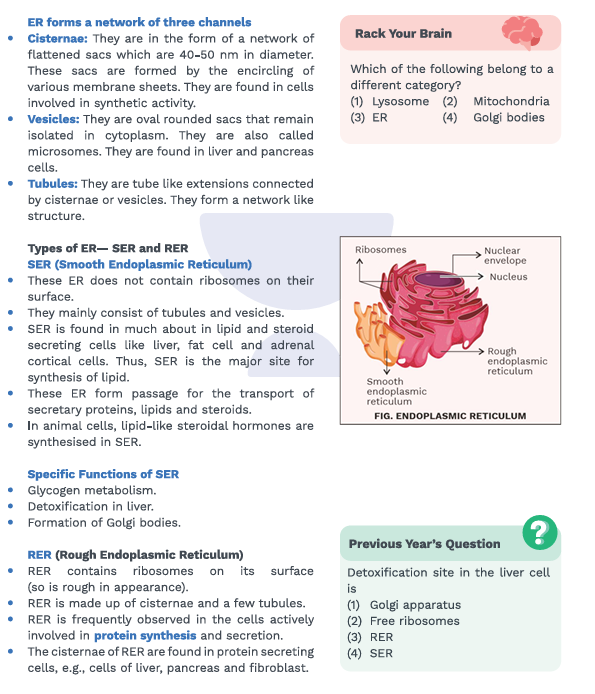 ER forms a network of three channels
• Cisternae: They are in the form of a network of
flattened sacs which are 40–50 nm in diameter.
These sacs are formed by the encircling of
various membrane sheets. They are found in cells
involved in synthetic activity.
• Vesicles: They are oval rounded sacs that remain
isolated in cytoplasm. They are also called
microsomes. They are found in liver and pancreas
cells.
• Tubules: They are tube like extensions connected
by cisternae or vesicles. They form a network like
structure.
Types of ER— SER and RER
SER (Smooth Endoplasmic Reticulum)
• These ER does not contain ribosomes on their
surface.
• They mainly consist of tubules and vesicles.
• SER is found in much about in lipid and steroid
secreting cells like liver, fat cell and adrenal
cortical cells. Thus, SER is the major site for
synthesis of lipid.
• These ER form passage for the transport of
secretary proteins, lipids and steroids.
• In animal cells, lipid–like steroidal hormones are
synthesised in SER.
Specific Functions of SER
• Glycogen metabolism.
• Detoxification in liver.
• Formation of Golgi bodies.
RER (Rough Endoplasmic Reticulum)
• RER contains ribosomes on its surface
(so is rough in appearance).
• RER is made up of cisternae and a few tubules.
• RER is frequently observed in the cells actively
involved in protein synthesis and secretion.
• The cisternae of RER are found in protein secreting
cells, e.g., cells of liver, pancreas and fibroblast.
Rack Your Brain
Which of the following belong to a
different category?
(1) Lysosome (2) Mitochondria
(3) ER (4) Golgi bodies
Ribosomes
Nuclear
envelope
Nucleus
Rough
endoplasmic
reticulum
Smooth
endoplasmic
reticulum
FIG. ENDOPLASMIC RETICULUM
?
Previous Year's Question
Detoxification site in the liver cell
is
(1) Golgi apparatus
(2) Free ribosomes
(3) RER
(4) SER